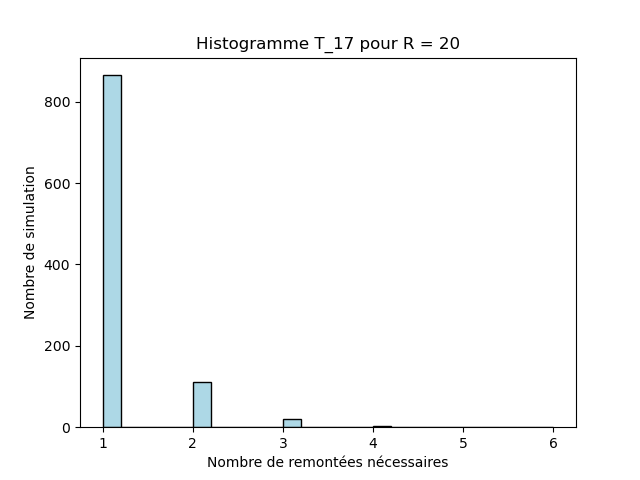 Histogramme T_17 pour R = 20
Nombre de simulation
800
600
400
200
0
1 2 3 4 5 6
Nombre de remontées nécessaires